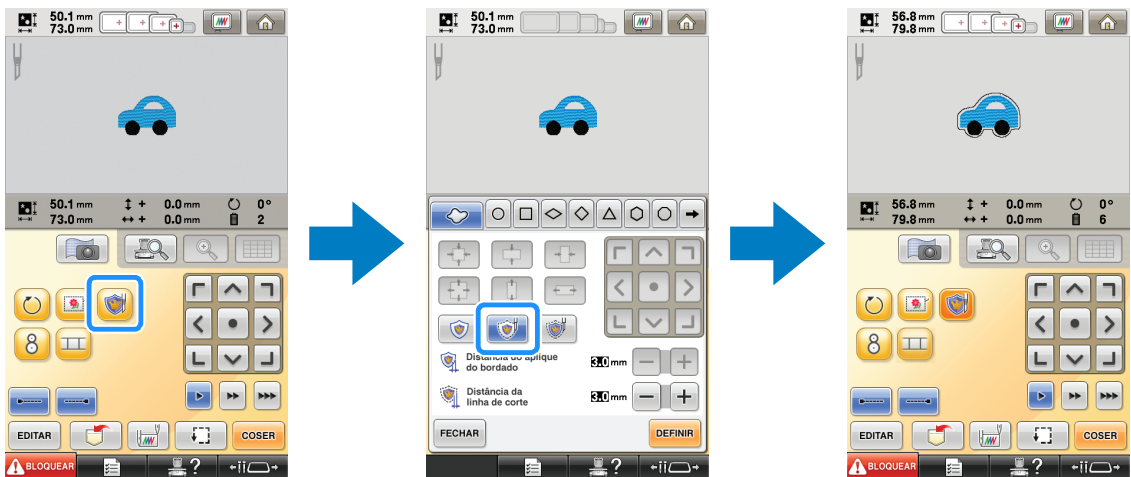 50.1 mm
73.0 mm
50.1 mm
0.0 mm
0°
73.0 mm
0.0 mm
2
8
EDITAR
COSER
BLOQUEAR
?
50.1 mm
73.0 mm
Distância do aplique
do bordado
3.0 mm
Distância da
linha de corte
3.0 mm
FECHAR
DEFINIR
?
56.8 mm
79.8 mm
56.8 mm
0.0 mm
0°
79.8 mm
0.0 mm
6
8
EDITAR
COSER
BLOQUEAR
?